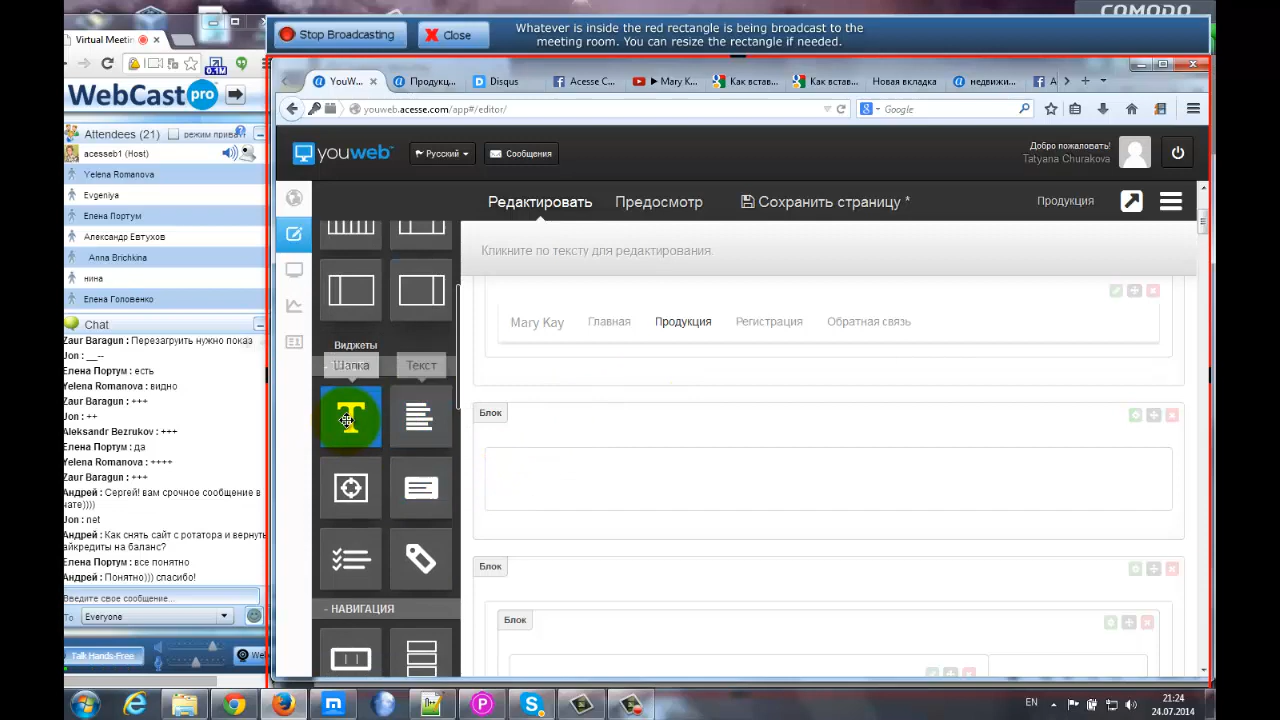 COMODO
Stop Broadcasting
Close
Whatever is inside the red rectangle is being broadcast to the
meeting room. You can resize the rectangle if needed.
Virtual Meetin
YouW...
Продукц...
Disqus
Acesse C...
▶ Mary K...
Как встав...
Как встав...
Новая вкладка
недвижи...
A
0.1M
youweb.acesse.com/app#/editor/
Google
WebCast pro
Attendees (21)
режим приват
acesseb1 (Host)
Yelena Romanova
Evgeniya
Елена Портум
Александр Евтухов
Anna Brichkina
нина
Елена Головенко
Chat
Zaur Baragun : Перезагруить нужно показ
Jon : __--
Елена Портум : есть
Yelena Romanova : видно
Zaur Baragun : +++
Jon : ++
Aleksandr Bezrukov : +++
Елена Портум : да
Yelena Romanova : ++++
Zaur Baragun : +++
Андрей : Сергей! вам срочное сообщение в
чате))))
Jon : net
Андрей : Как снять сайт с ротатора и вернуть
айкредиты на баланс?
Елена Портум : все понятно
Андрей : Понятно))) спасибо!
Введите свое сообщение...
To
Everyone
Talk Hands-Free
We
youweb
Русский
Сообщения
Добро пожаловать!
Tatyana Churakova
Редактировать
Предосмотр
Сохранить страницу *
Продукция
Кликните по тексту для редактирования.
Виджеты
Шапка
Текст
T
- НАВИГАЦИЯ
Mary Kay
Главная
Продукция
Регистрация
Обратная связь
Блок
Блок
Блок
EN
21:24
24.07.2014